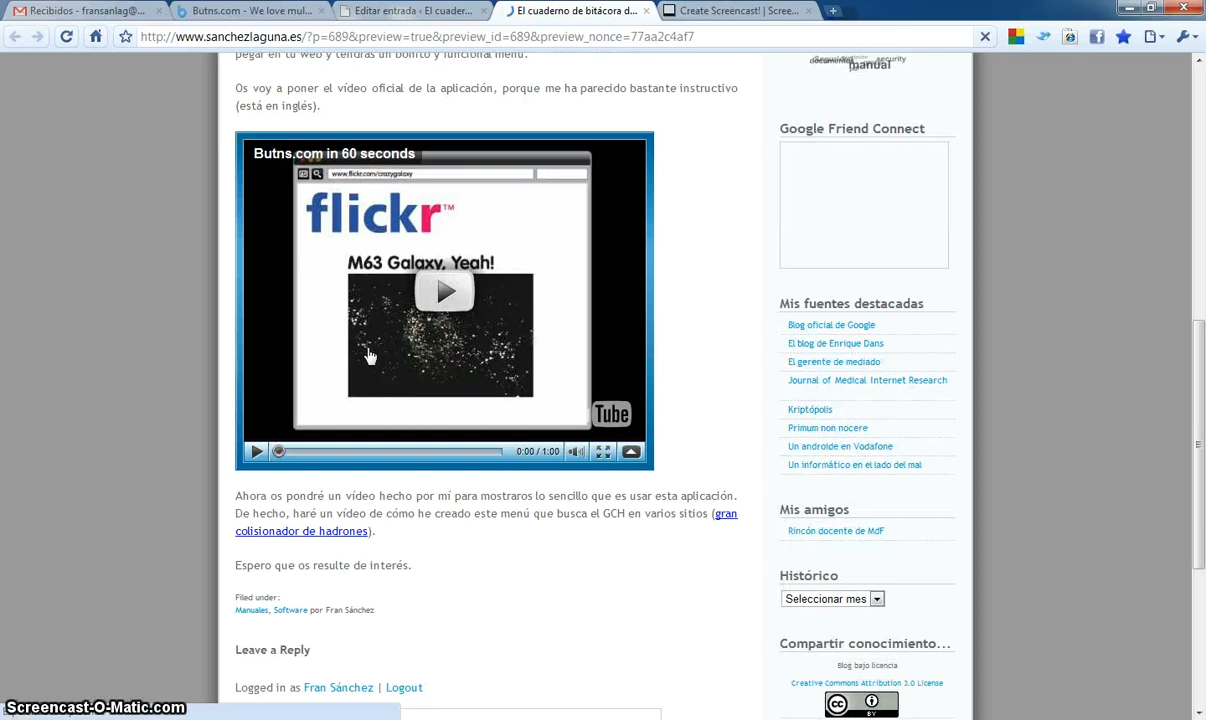 Recibidos - fransanlag@...
Butns.com - We love mul...
Editar entrada ‹ El cuader...
El cuaderno de bitácora d...
Create Screencast! | Scree...
http://www.sanchezlaguna.es/?p=689&preview=true&preview_id=689&preview_nonce=77aa2c4af7
pegar en tu web y tendrás un bonito y funcional menú.
Os voy a poner el vídeo oficial de la aplicación, porque me ha parecido bastante instructivo
(está en inglés).
Butns.com in 60 seconds
www.flickr.com/crazygalaxy
flickr™
M63 Galaxy, Yeah!
Tube
0:00 / 1:00
Ahora os pondré un vídeo hecho por mí para mostraros lo sencillo que es usar esta aplicación.
De hecho, haré un vídeo de cómo he creado este menú que busca el GCH en varios sitios (gran
colisionador de hadrones).
Espero que os resulte de interés.
Filed under:
Manuales, Software por Fran Sánchez
Leave a Reply
Logged in as Fran Sánchez | Logout
security
manual
Google Friend Connect
Mis fuentes destacadas
Blog oficial de Google
El blog de Enrique Dans
El gerente de mediado
Journal of Medical Internet Research
Kriptópolis
Primum non nocere
Un androide en Vodafone
Un informático en el lado del mal
Mis amigos
Rincón docente de MdF
Histórico
Seleccionar mes
Compartir conocimiento...
Blog bajo licencia
Creative Commons Attribution 3.0 License
cc
BY
Screencast-O-Matic.com